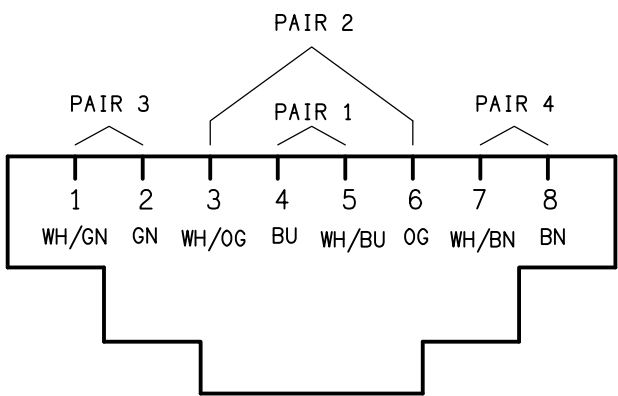 PAIR 2
PAIR 3 PAIR 1 PAIR 4
1 2 3 4 5 6 7 8
WH/GN GN WH/OG BU WH/BU OG WH/BN BN